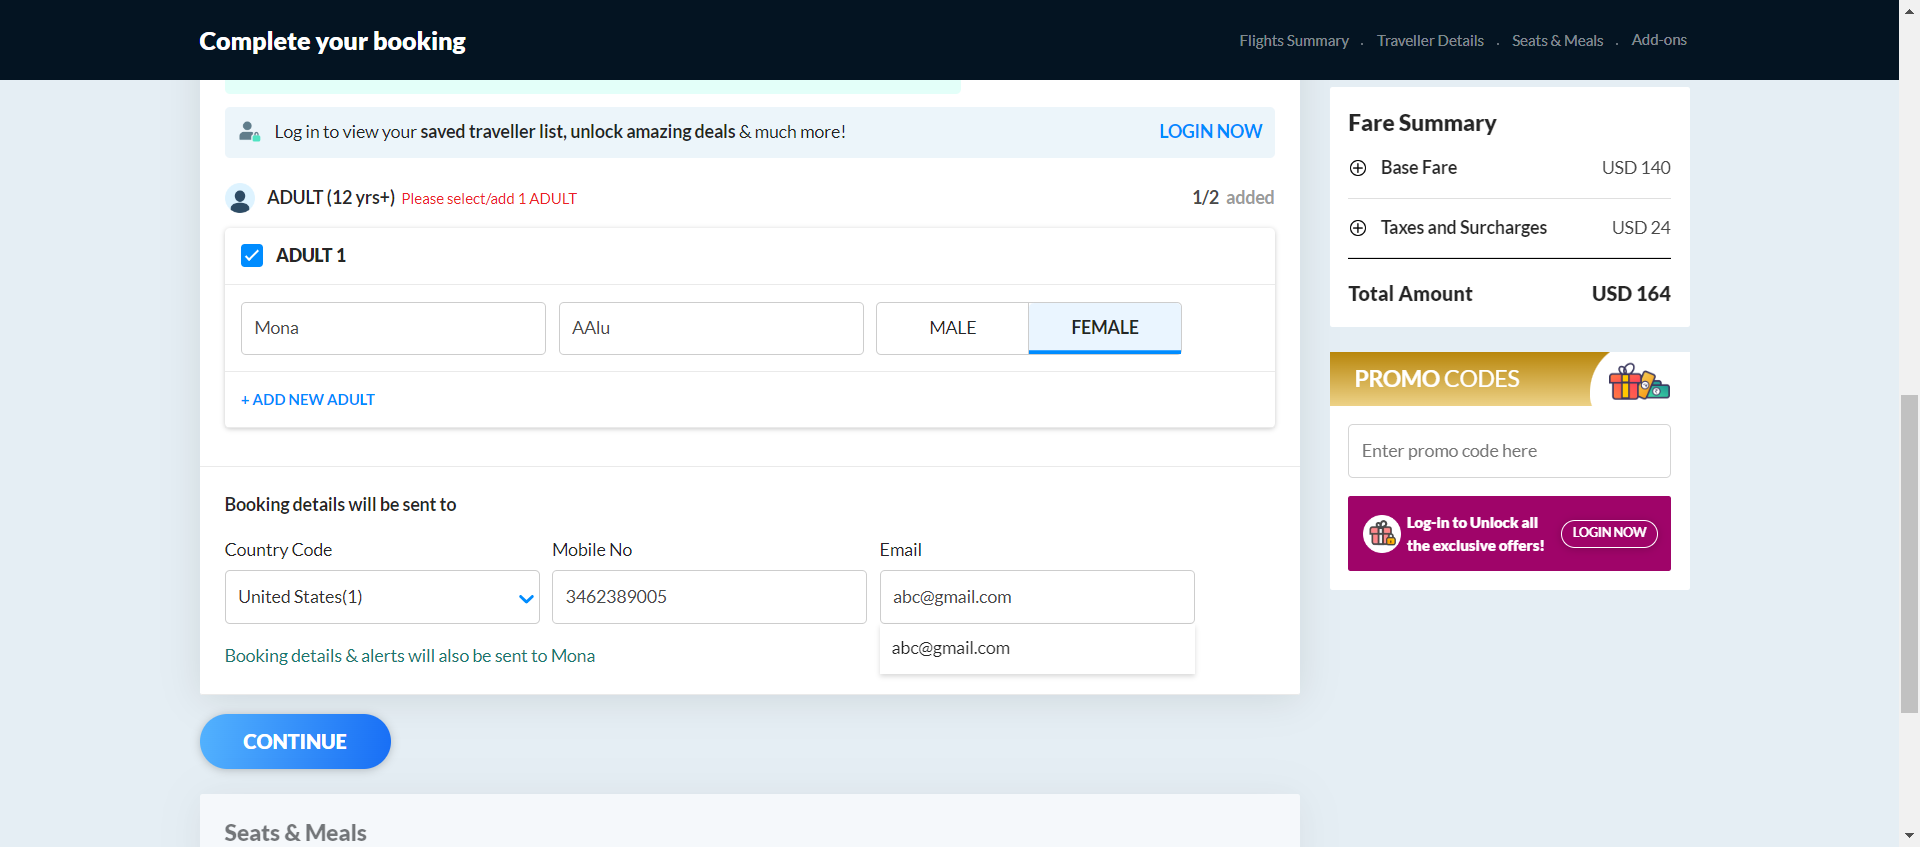 Complete your booking
Flights Summary . Traveller Details . Seats & Meals . Add-ons
Log in to view your saved traveller list, unlock amazing deals & much more!
LOGIN NOW
ADULT (12 yrs+) Please select/add 1 ADULT
1/2 added
ADULT 1
Mona
AAlu
MALE
FEMALE
+ ADD NEW ADULT
Booking details will be sent to
Country Code
Mobile No
Email
United States(1)
3462389005
abc@gmail.com
abc@gmail.com
Booking details & alerts will also be sent to Mona
CONTINUE
Seats & Meals
Fare Summary
Base Fare
USD 140
Taxes and Surcharges
USD 24
Total Amount
USD 164
PROMO CODES
Enter promo code here
Log-in to Unlock all
the exclusive offers!
LOGIN NOW